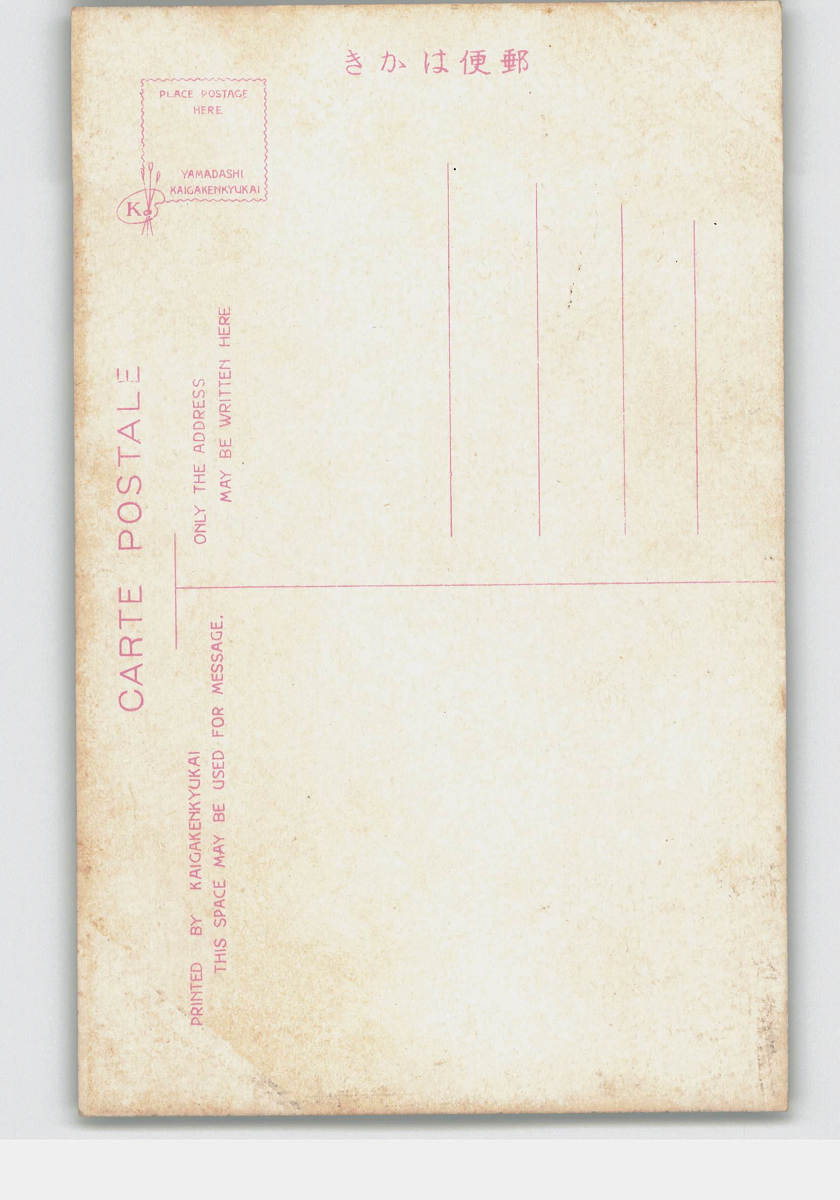 郵便はかき
PLACE POSTAGE
HERE
YAMADASHI
KAIGAKENKYUKAI
K
CARTE POSTALE
ONLY THE ADDRESS
MAY BE WRITTEN HERE
PRINTED BY KAIGAKENKYUKAI
THIS SPACE MAY BE USED FOR MESSAGE.